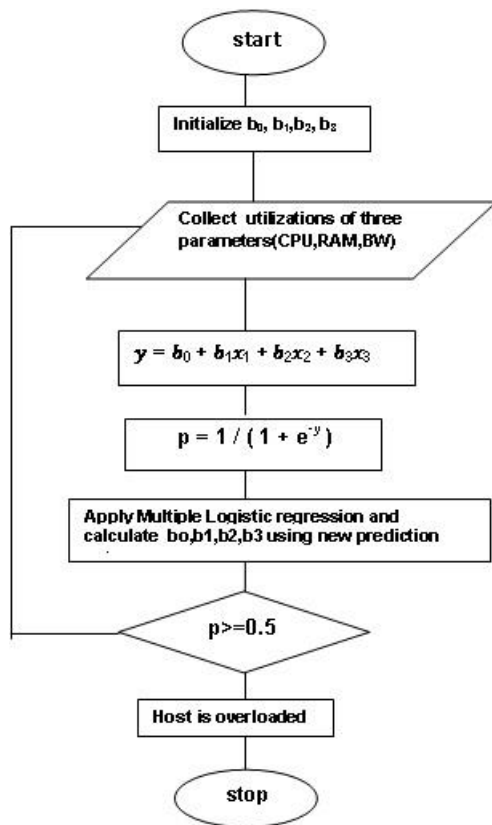 start
Initialize b₀, b₁,b₂, b₃
Collect utilizations of three
parameters(CPU,RAM,BW)
y = b₀ + b₁x₁ + b₂x₂ + b₃x₃
p = 1 / ( 1 + e⁻ʸ)
Apply Multiple Logistic regression and
calculate bo,b1,b2,b3 using new prediction
p>=0.5
Host is overloaded
stop